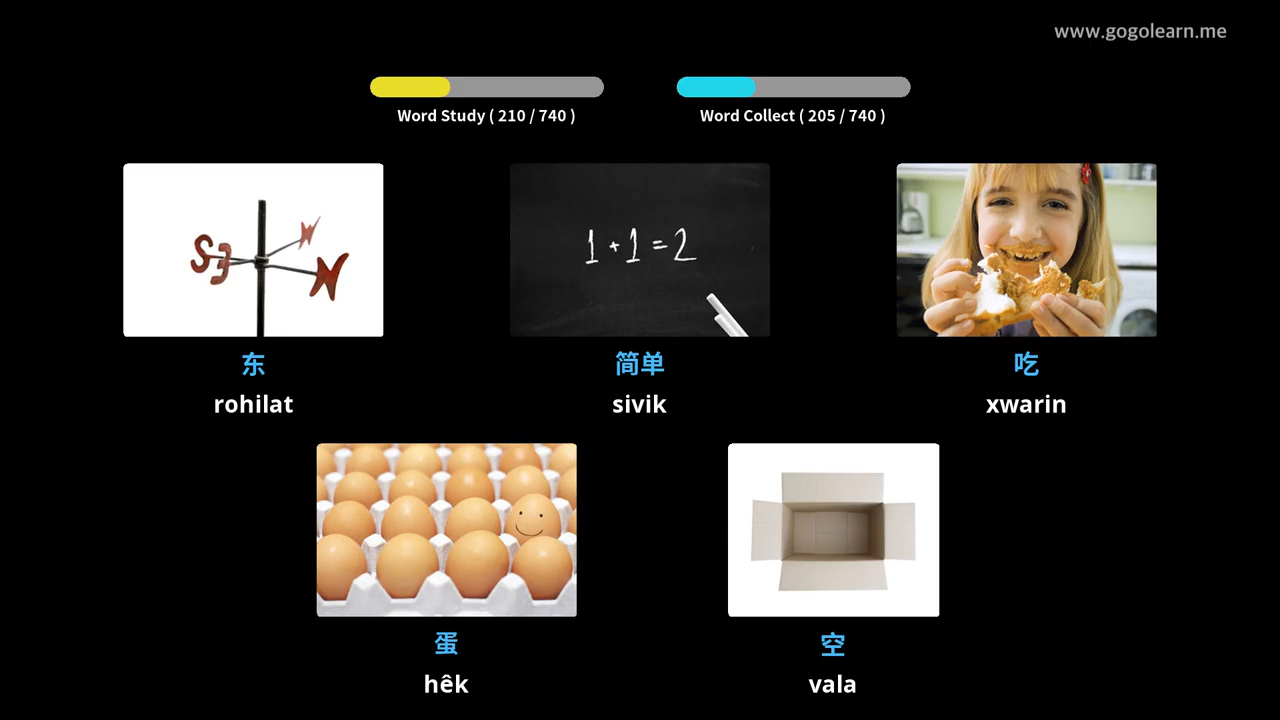 www.gogolearn.me
Word Study ( 210 / 740 )
Word Collect ( 205 / 740 )
S E N W
1 + 1 = 2
东
简单
吃
rohilat
sivik
xwarin
蛋
空
hêk
vala